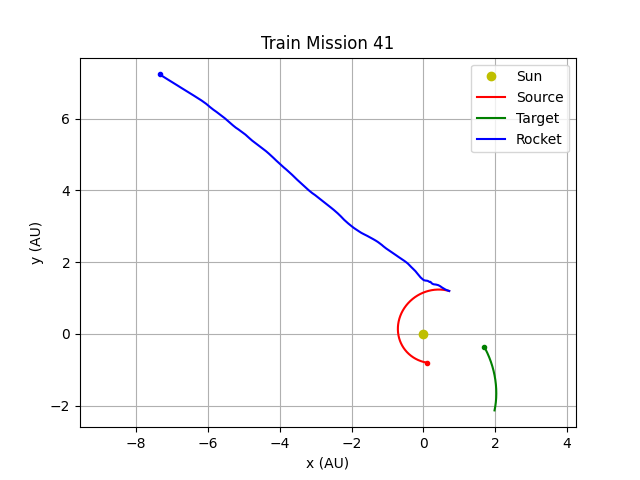 Train Mission 41
Sun
Source
Target
Rocket
6
4
2
0
−2
y (AU)
−8
−6
−4
−2
0
2
4
x (AU)